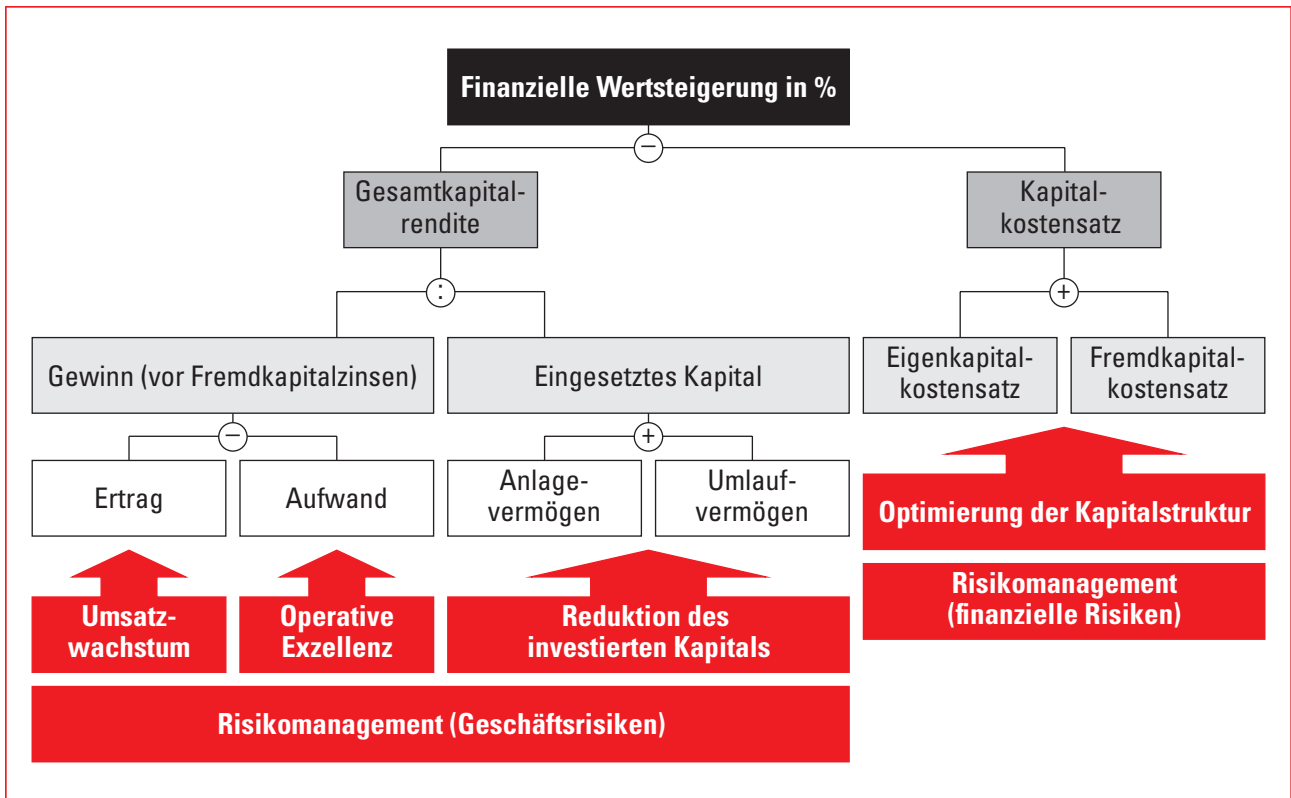 Finanzielle Wertsteigerung in %
–
Gesamtkapital-
rendite
Kapital-
kostensatz
:
+
Gewinn (vor Fremdkapitalzinsen)
Eingesetztes Kapital
Eigenkapital-
kostensatz
Fremdkapital-
kostensatz
–
+
Ertrag
Aufwand
Anlage-
vermögen
Umlauf-
vermögen
Optimierung der Kapitalstruktur
Umsatz-
wachstum
Operative
Exzellenz
Reduktion des
investierten Kapitals
Risikomanagement
(finanzielle Risiken)
Risikomanagement (Geschäftsrisiken)